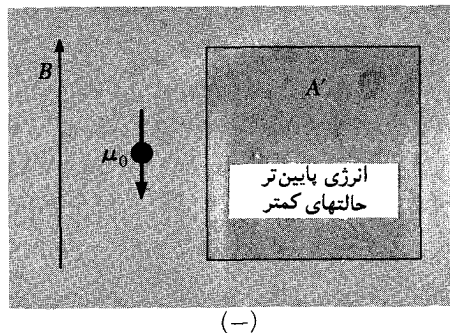 B
A′
μ₀
انرژی پایین‌تر
حالتهای کمتر
(−)